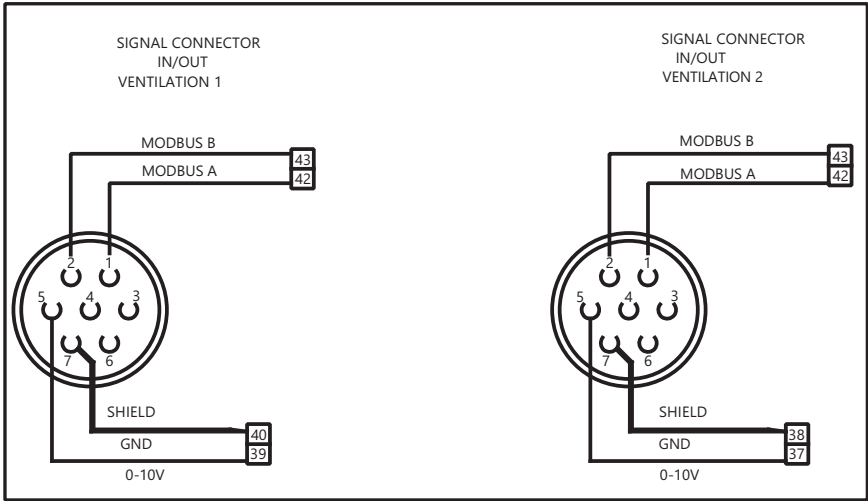 SIGNAL CONNECTOR
IN/OUT
VENTILATION 1
MODBUS B
43
MODBUS A
42
2
1
5
4
3
7
6
SHIELD
40
GND
39
0-10V
SIGNAL CONNECTOR
IN/OUT
VENTILATION 2
MODBUS B
43
MODBUS A
42
2
1
5
4
3
7
6
SHIELD
38
GND
37
0-10V